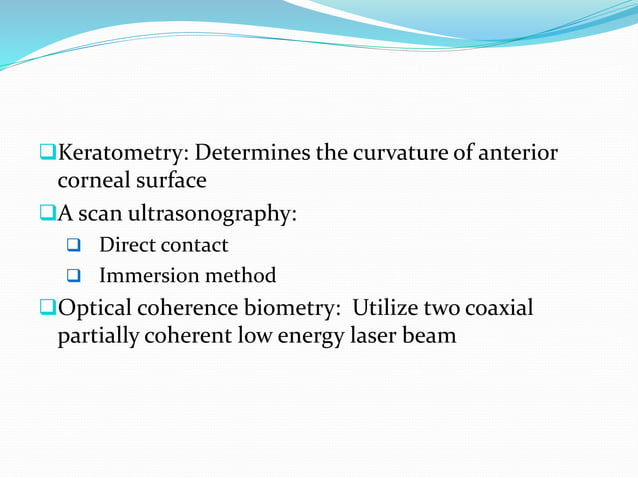 Keratometry: Determines the curvature of anterior
corneal surface
A scan ultrasonography:
Direct contact
Immersion method
Optical coherence biometry: Utilize two coaxial
partially coherent low energy laser beam